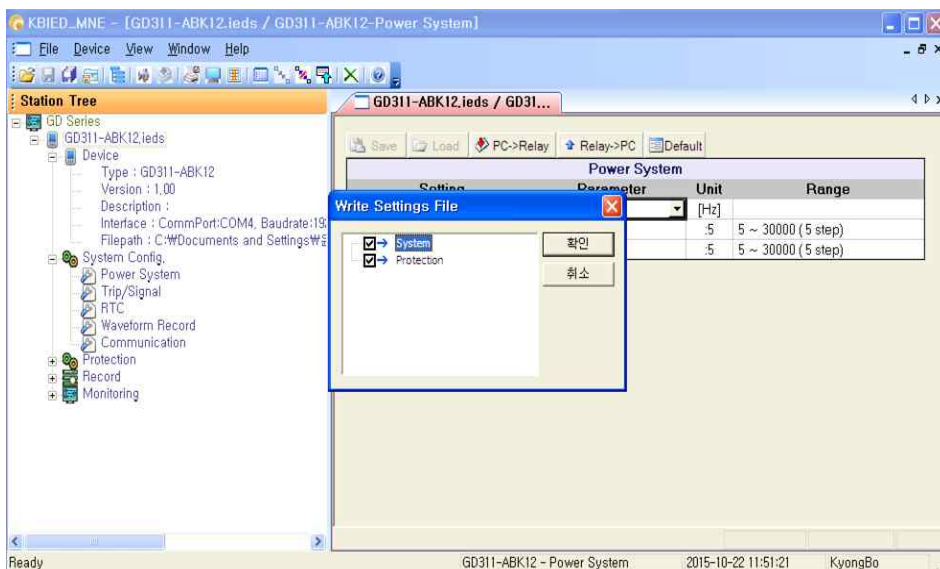 KBIED_MNE - [GD311-ABK12.ieds / GD311-ABK12-Power System]
File Device View Window Help
Station Tree
GD Series
GD311-ABK12.ieds
Device
Type : GD311-ABK12
Version : 1.00
Description :
Interface : CommPort:COM4, Baudrate:19
Filepath : C:₩Documents and Settings₩
System Config.
Power System
Trip/Signal
RTC
Waveform Record
Communication
Protection
Record
Monitoring
GD311-ABK12.ieds / GD31...
Save Load PC->Relay Relay->PC Default
Power System
Setting Parameter Unit Range
[Hz]
:5 5 ~ 30000 (5 step)
:5 5 ~ 30000 (5 step)
Write Settings File
System
Protection
확인
취소
Ready GD311-ABK12 - Power System 2015-10-22 11:51:21 KyongBo